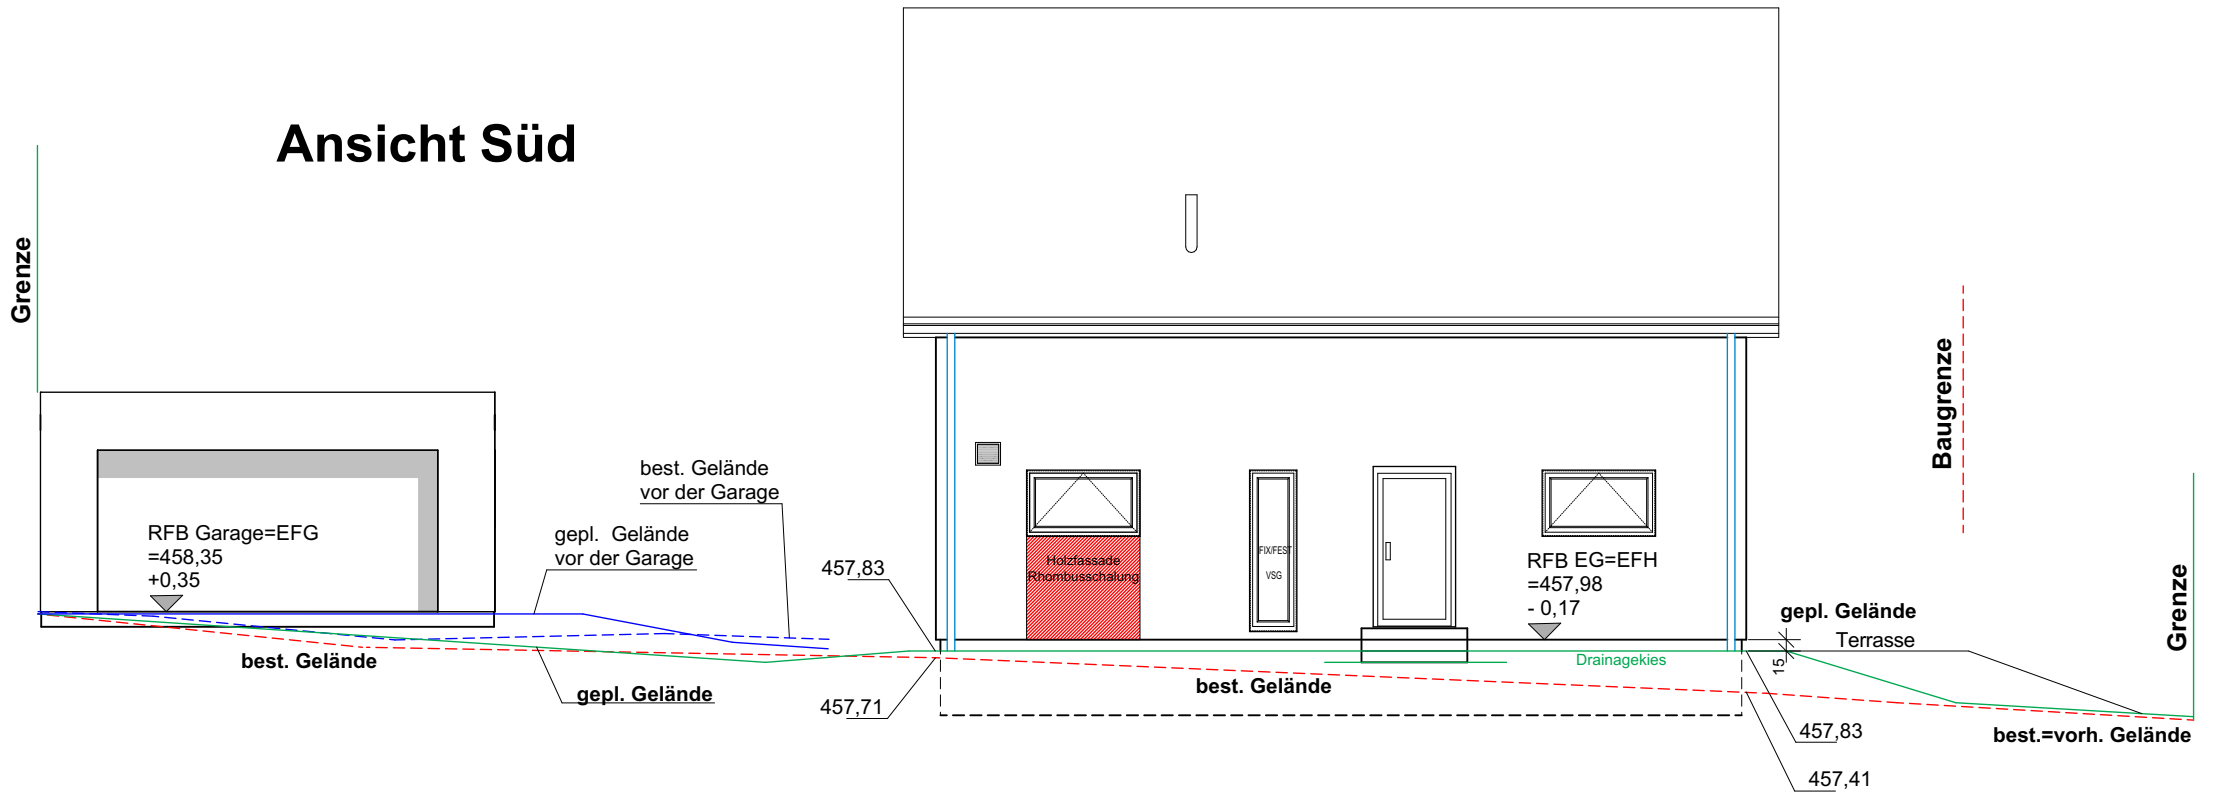 Ansicht Süd
Grenze
RFB Garage=EFG
=458,35
+0,35
best. Gelände
vor der Garage
gepl. Gelände
vor der Garage
best. Gelände
gepl. Gelände
457,83
457,71
Holzfassade
Rhombusschalung
FIX/FEST
VSG
RFB EG=EFH
=457,98
- 0,17
Drainagekies
best. Gelände
Baugrenze
gepl. Gelände
Terrasse
15
457,83
457,41
Grenze
best.=vorh. Gelände